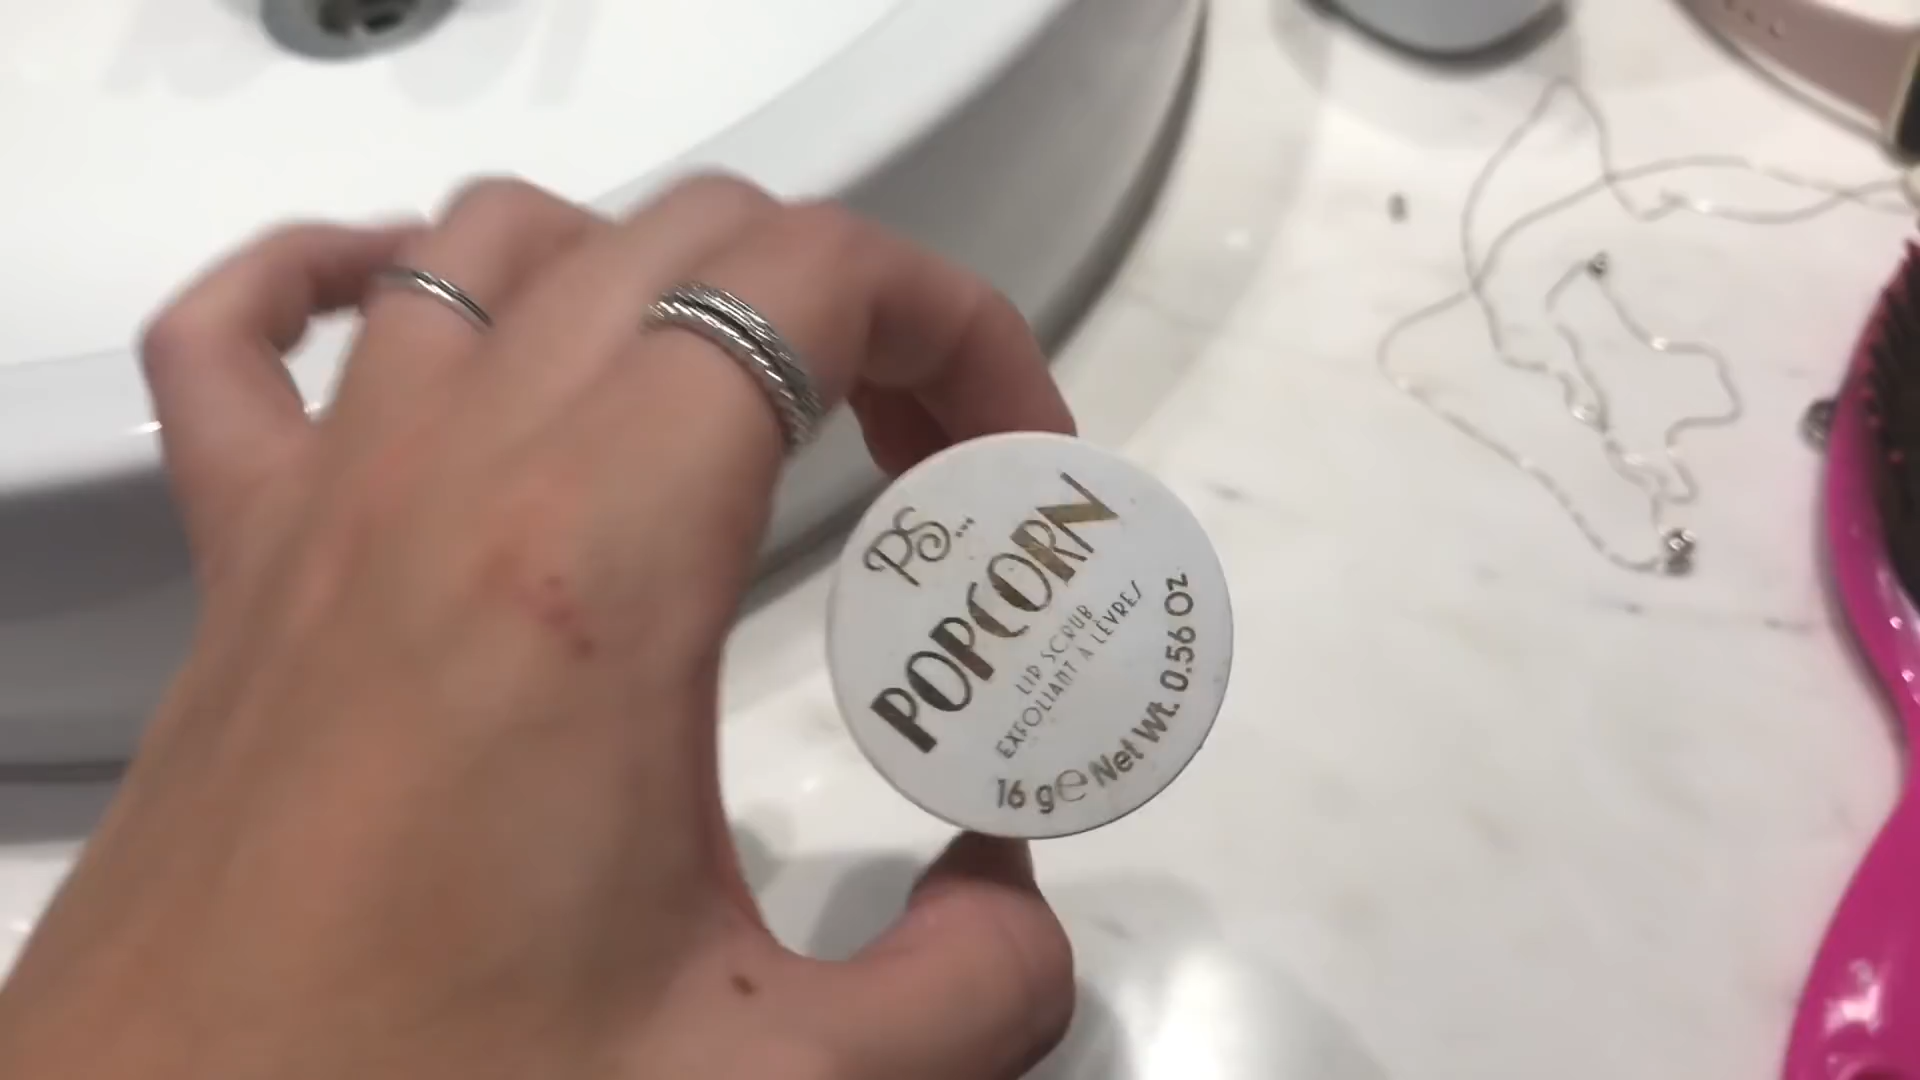 PS...
POPCORN
LIP SCRUB
EXFOLIANT À LÈVRES
16 g ℮ Net Wt. 0.56 Oz